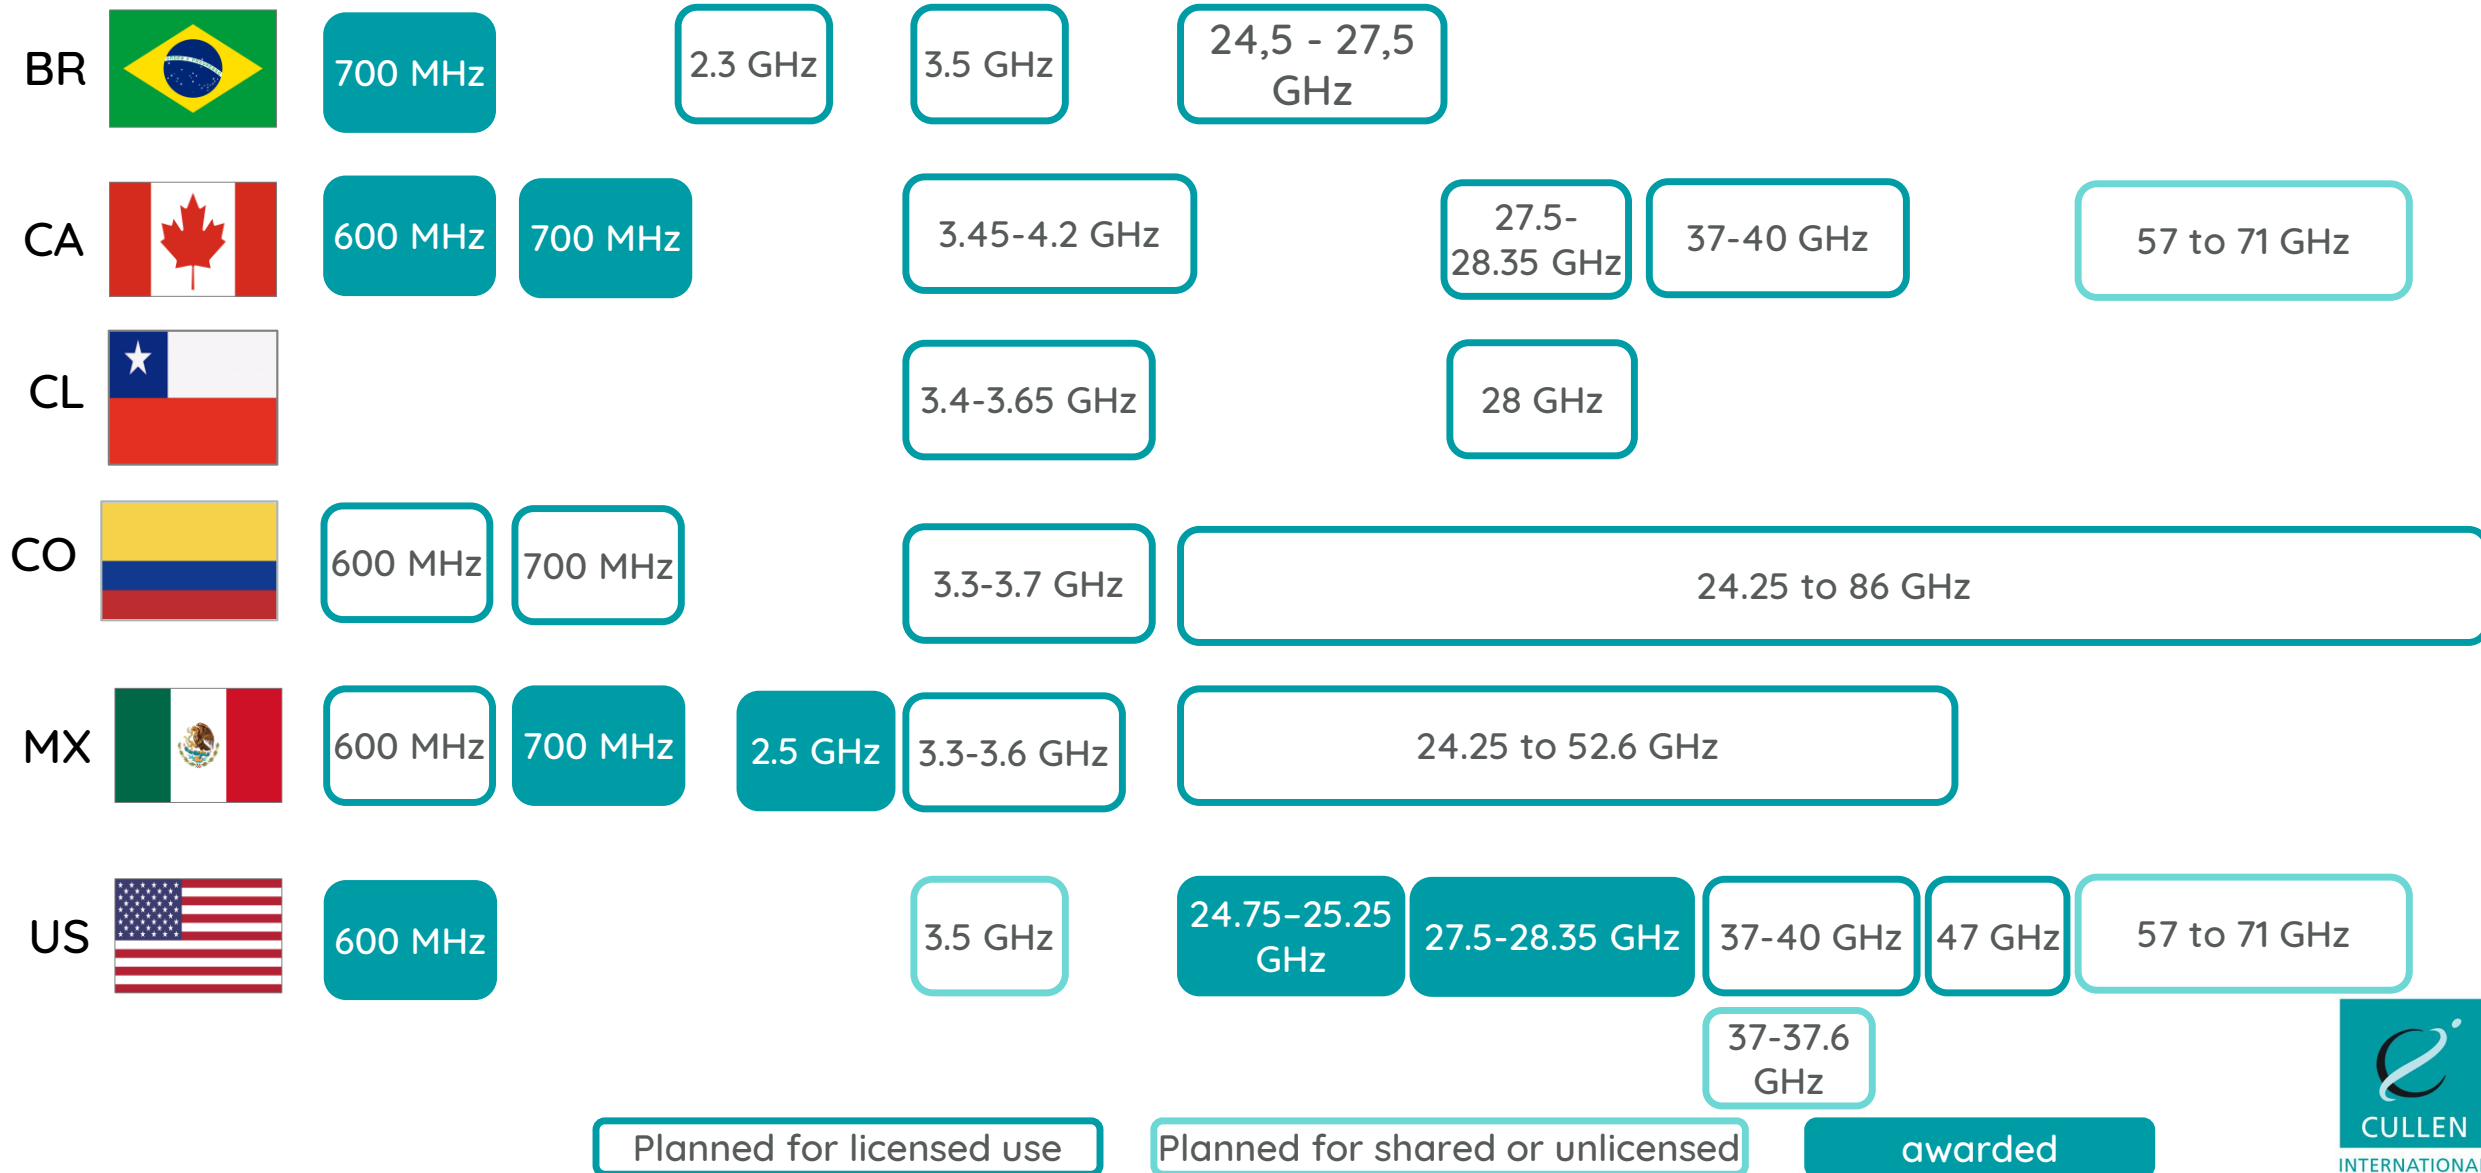 BR
700 MHz
2.3 GHz
3.5 GHz
24,5 - 27,5
GHz
CA
600 MHz
700 MHz
3.45-4.2 GHz
27.5-
28.35 GHz
37-40 GHz
57 to 71 GHz
CL
3.4-3.65 GHz
28 GHz
CO
600 MHz
700 MHz
3.3-3.7 GHz
24.25 to 86 GHz
MX
600 MHz
700 MHz
2.5 GHz
3.3-3.6 GHz
24.25 to 52.6 GHz
US
600 MHz
3.5 GHz
24.75–25.25
GHz
27.5-28.35 GHz
37-40 GHz
47 GHz
57 to 71 GHz
37-37.6
GHz
Planned for licensed use
Planned for shared or unlicensed
awarded
CULLEN
INTERNATIONAL